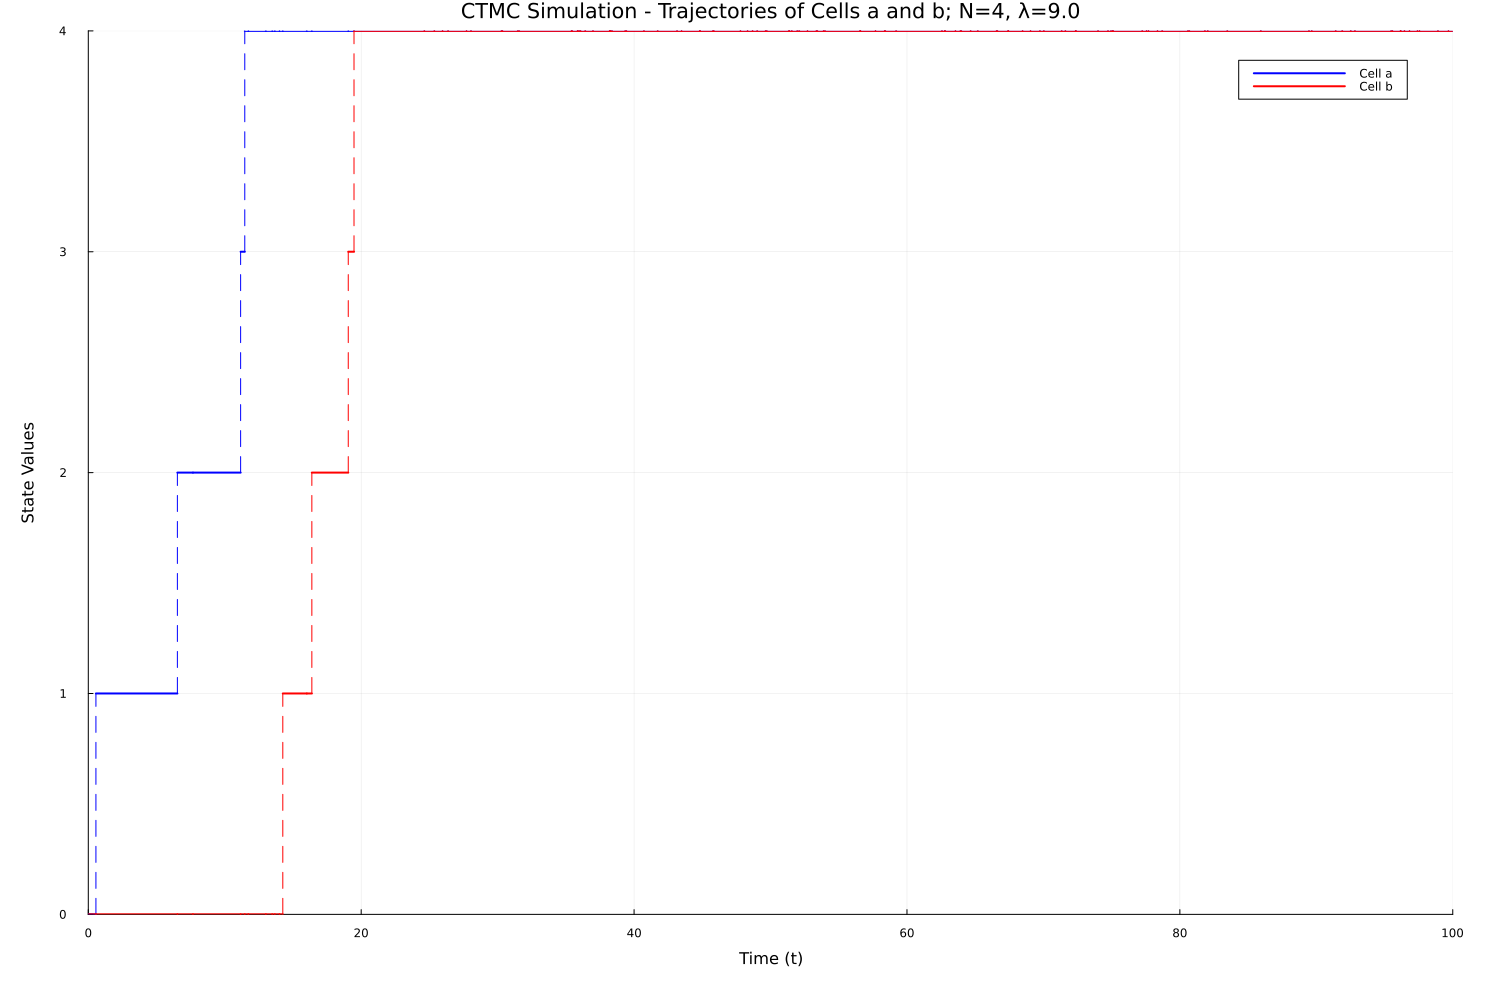 CTMC Simulation - Trajectories of Cells a and b; N=4, λ=9.0
4
Cell a
Cell b
3
State Values
2
1
0
0 20 40 60 80 100
Time (t)